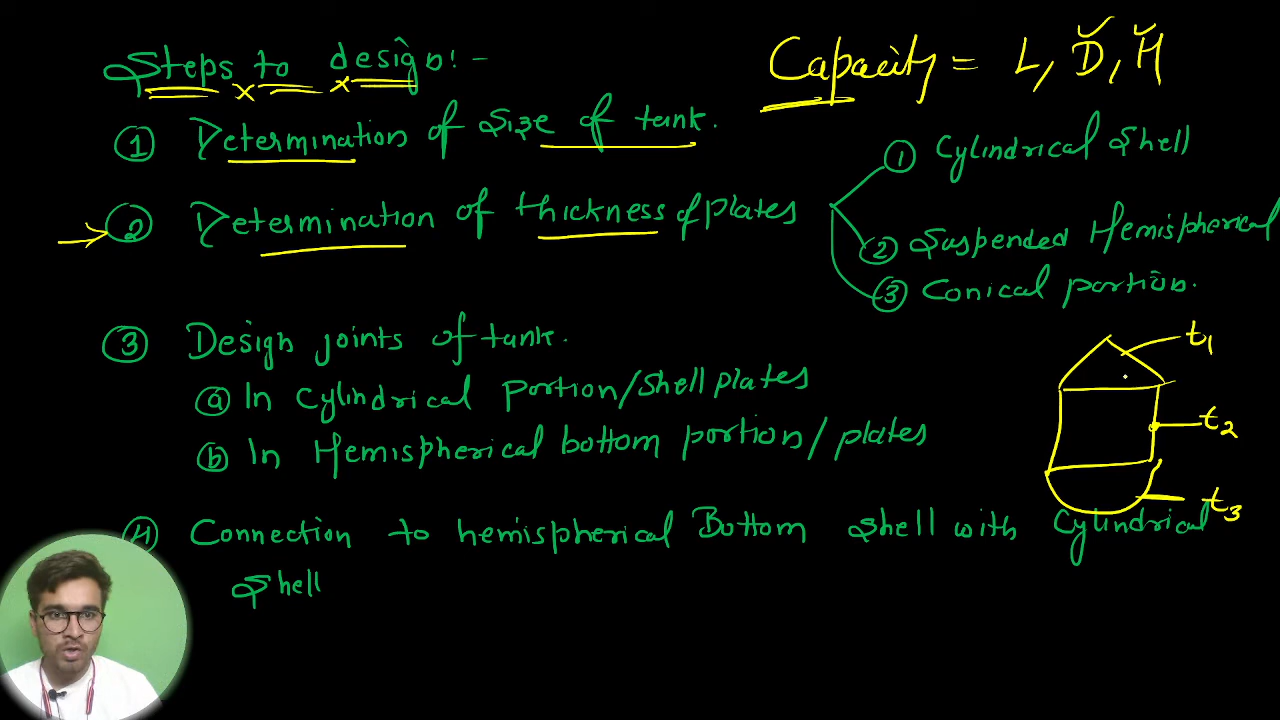 Steps to design:-
Capacity = L, D, H
① Determination of Size of tank.
② Determination of thickness of plates
① Cylindrical Shell
② Suspended Hemispherical
③ Conical portion.
③ Design joints of tank.
ⓐ In Cylindrical portion/Shell plates
ⓑ In Hemispherical bottom portion/plates
t1
t2
t3
④ Connection to hemispherical Bottom Shell with Cylindrical
Shell